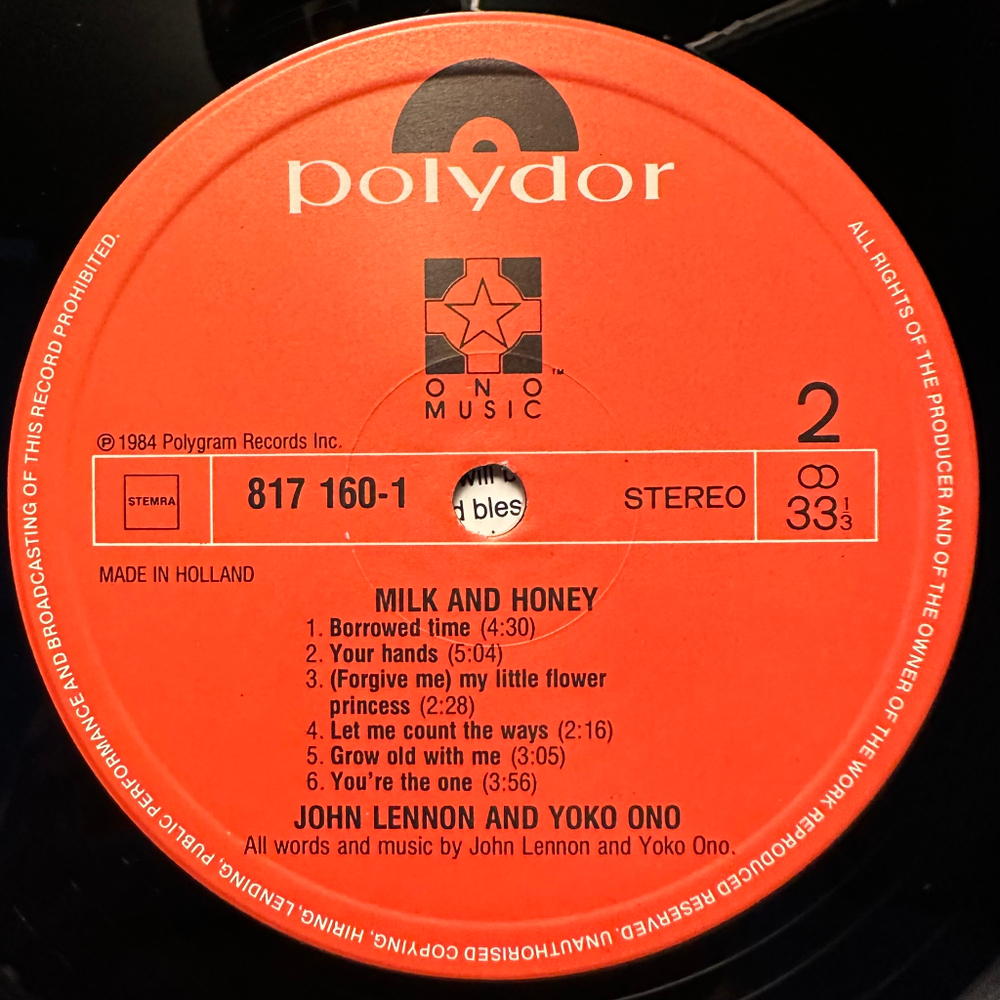 polydor
ONO™
MUSIC
2
℗ 1984 Polygram Records Inc.
STEMRA
817 160-1
d bles
STEREO
33⅓
MADE IN HOLLAND
MILK AND HONEY
1. Borrowed time (4:30)
2. Your hands (5:04)
3. (Forgive me) my little flower
princess (2:28)
4. Let me count the ways (2:16)
5. Grow old with me (3:05)
6. You're the one (3:56)
JOHN LENNON AND YOKO ONO
All words and music by John Lennon and Yoko Ono.
ALL RIGHTS OF THE PRODUCER AND OF THE OWNER OF THE WORK REPRODUCED RESERVED. UNAUTHORISED COPYING, HIRING, LENDING, PUBLIC PERFORMANCE AND BROADCASTING OF THIS RECORD PROHIBITED.